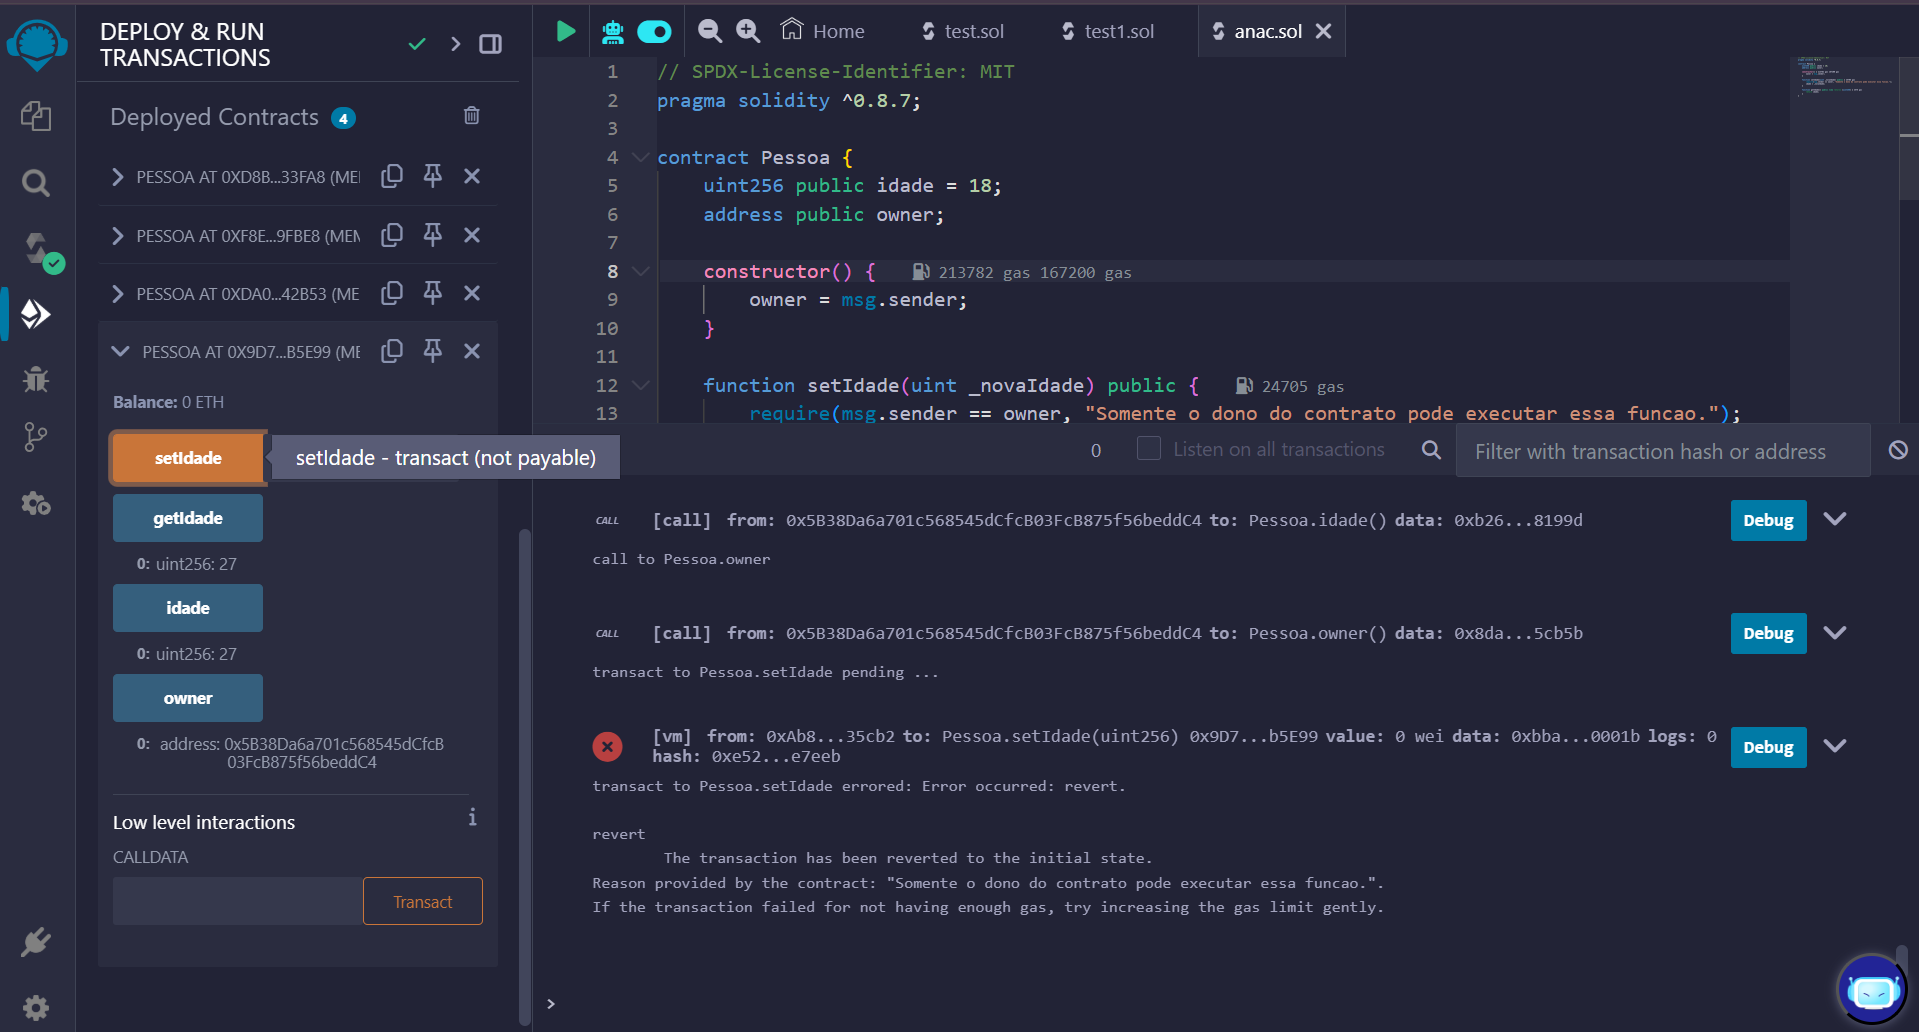 DEPLOY & RUN
TRANSACTIONS
Deployed Contracts 4
PESSOA AT 0XD8B...33FA8 (MEI
PESSOA AT 0XF8E...9FBE8 (MEM
PESSOA AT 0XDA0...42B53 (ME
PESSOA AT 0X9D7...B5E99 (ME
Balance: 0 ETH
setIdade
setIdade - transact (not payable)
getIdade
0: uint256: 27
idade
0: uint256: 27
owner
0: address: 0x5B38Da6a701c568545dCfcB
03FcB875f56beddC4
Low level interactions
i
CALLDATA
Transact
Home
test.sol
test1.sol
anac.sol
1 // SPDX-License-Identifier: MIT
2 pragma solidity ^0.8.7;
3
4 contract Pessoa {
5 uint256 public idade = 18;
6 address public owner;
7
8 constructor() { 213782 gas 167200 gas
9 owner = msg.sender;
10 }
11
12 function setIdade(uint _novaIdade) public { 24705 gas
13 require(msg.sender == owner, "Somente o dono do contrato pode executar essa funcao.");
0
Listen on all transactions
Filter with transaction hash or address
CALL [call] from: 0x5B38Da6a701c568545dCfcB03FcB875f56beddC4 to: Pessoa.idade() data: 0xb26...8199d
Debug
call to Pessoa.owner
CALL [call] from: 0x5B38Da6a701c568545dCfcB03FcB875f56beddC4 to: Pessoa.owner() data: 0x8da...5cb5b
Debug
transact to Pessoa.setIdade pending ...
[vm] from: 0xAb8...35cb2 to: Pessoa.setIdade(uint256) 0x9D7...b5E99 value: 0 wei data: 0xbba...0001b logs: 0
hash: 0xe52...e7eeb
Debug
transact to Pessoa.setIdade errored: Error occurred: revert.
revert
The transaction has been reverted to the initial state.
Reason provided by the contract: "Somente o dono do contrato pode executar essa funcao.".
If the transaction failed for not having enough gas, try increasing the gas limit gently.
>